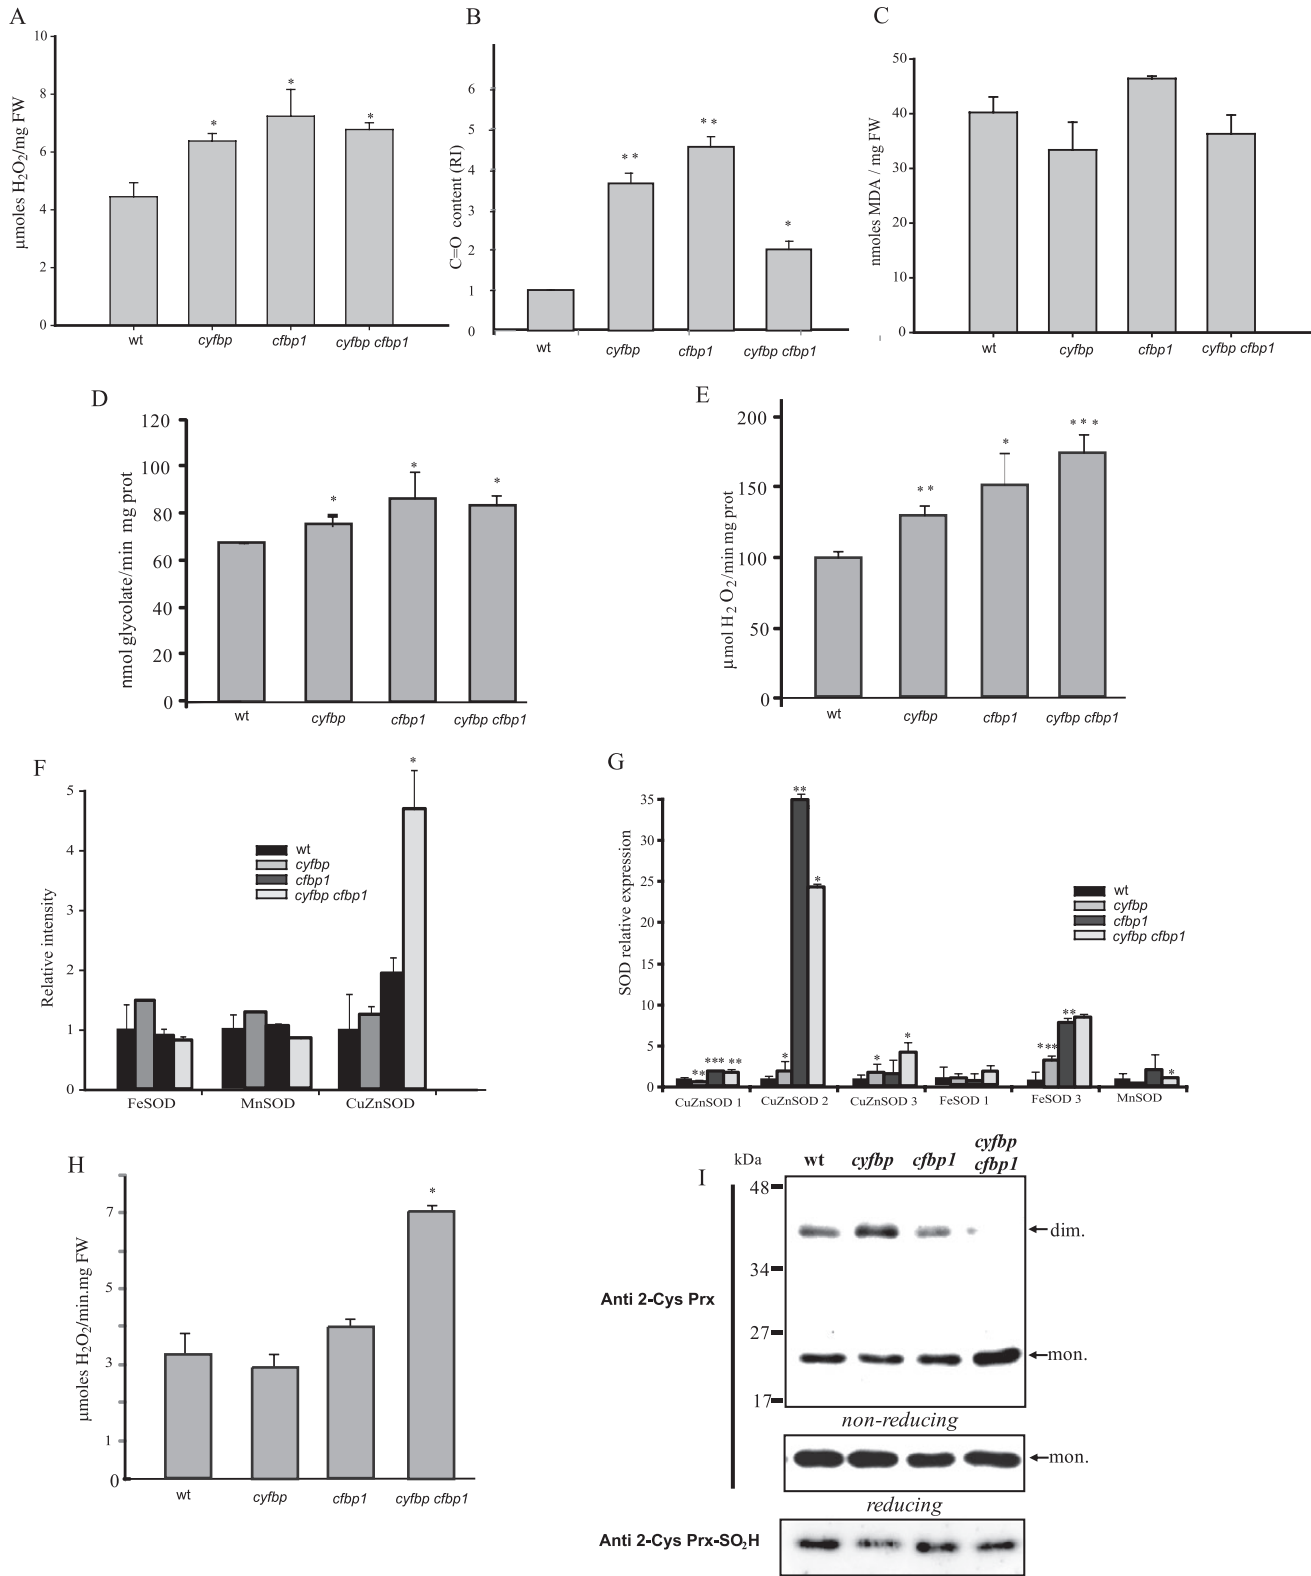 A
μmoles H₂O₂/mg FW
10
8
6
4
2
0
* * *
wt cyfbp cfbp1 cyfbp cfbp1
B
C=O content (RI)
6
5
4
3
2
1
0
** ** *
wt cyfbp cfbp1 cyfbp cfbp1
C
nmoles MDA / mg FW
50
40
30
20
10
0
wt cyfbp cfbp1 cyfbp cfbp1
D
nmol glycolate/min mg prot
120
100
80
60
40
20
0
* * *
wt cyfbp cfbp1 cyfbp cfbp1
E
μmol H₂O₂/min mg prot
200
150
100
50
0
** * ***
wt cyfbp cfbp1 cyfbp cfbp1
F
Relative intensity
5
4
3
2
1
0
*
wt
cyfbp
cfbp1
cyfbp cfbp1
FeSOD MnSOD CuZnSOD
G
SOD relative expression
35
30
25
20
15
10
5
0
** *** ** * ** * * * *** ** *
wt
cyfbp
cfbp1
cyfbp cfbp1
CuZnSOD 1 CuZnSOD 2 CuZnSOD 3 FeSOD 1 FeSOD 3 MnSOD
H
μmoles H₂O₂/min.mg FW
7
5
3
1
0
*
wt cyfbp cfbp1 cyfbp cfbp1
I
kDa wt cyfbp cfbp1 cyfbp
cfbp1
48
dim.
34
Anti 2-Cys Prx
27
mon.
17
non-reducing
mon.
reducing
Anti 2-Cys Prx-SO₂H